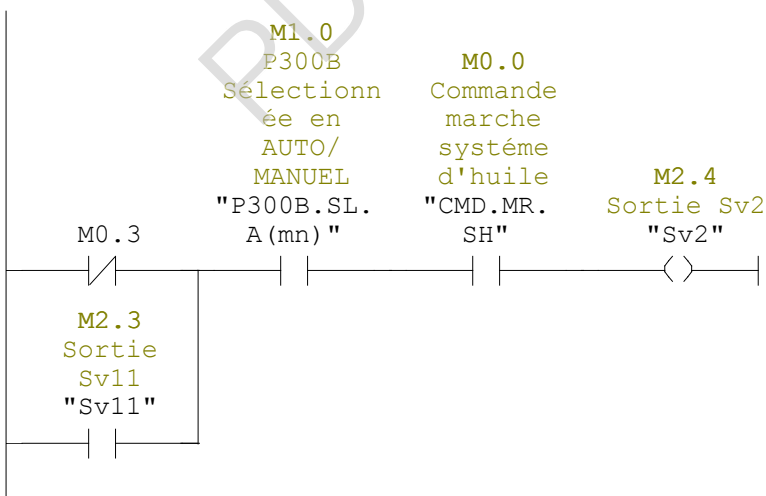 M1.0
P300B
Sélectionn
ée en
AUTO/
MANUEL
"P300B.SL.
A(mn)"
M0.0
Commande
marche
systéme
d'huile
"CMD.MR.
SH"
M2.4
Sortie Sv2
"Sv2"
M0.3
M2.3
Sortie
Sv11
"Sv11"